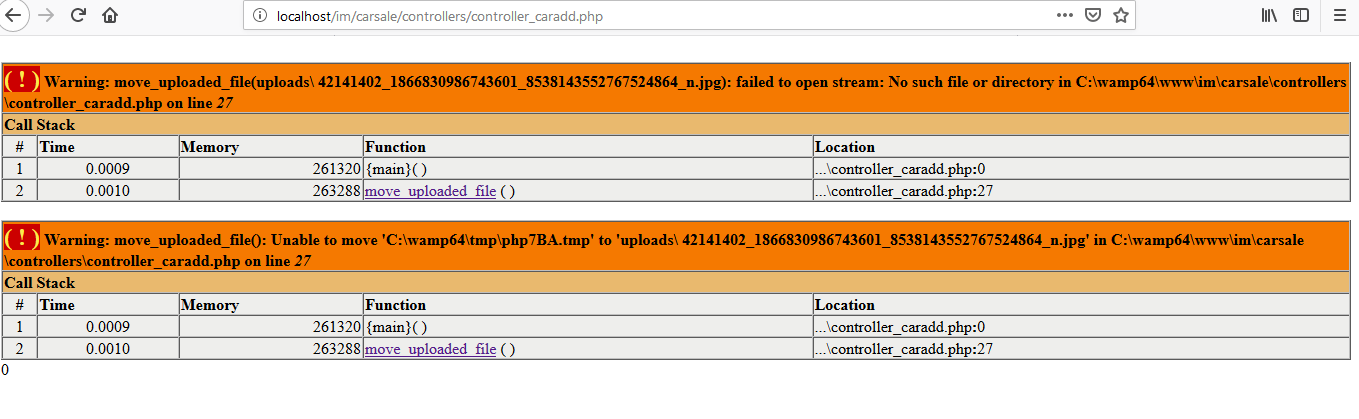 localhost/im/carsale/controllers/controller_caradd.php
( ! ) Warning: move_uploaded_file(uploads\ 42141402_1866830986743601_8538143552767524864_n.jpg): failed to open stream: No such file or directory in C:\wamp64\www\im\carsale\controllers
\controller_caradd.php on line 27
Call Stack
# Time Memory Function Location
1 0.0009 261320 {main}( ) ...\controller_caradd.php:0
2 0.0010 263288 move_uploaded_file ( ) ...\controller_caradd.php:27
( ! ) Warning: move_uploaded_file(): Unable to move 'C:\wamp64\tmp\php7BA.tmp' to 'uploads\ 42141402_1866830986743601_8538143552767524864_n.jpg' in C:\wamp64\www\im\carsale
\controllers\controller_caradd.php on line 27
Call Stack
# Time Memory Function Location
1 0.0009 261320 {main}( ) ...\controller_caradd.php:0
2 0.0010 263288 move_uploaded_file ( ) ...\controller_caradd.php:27
0